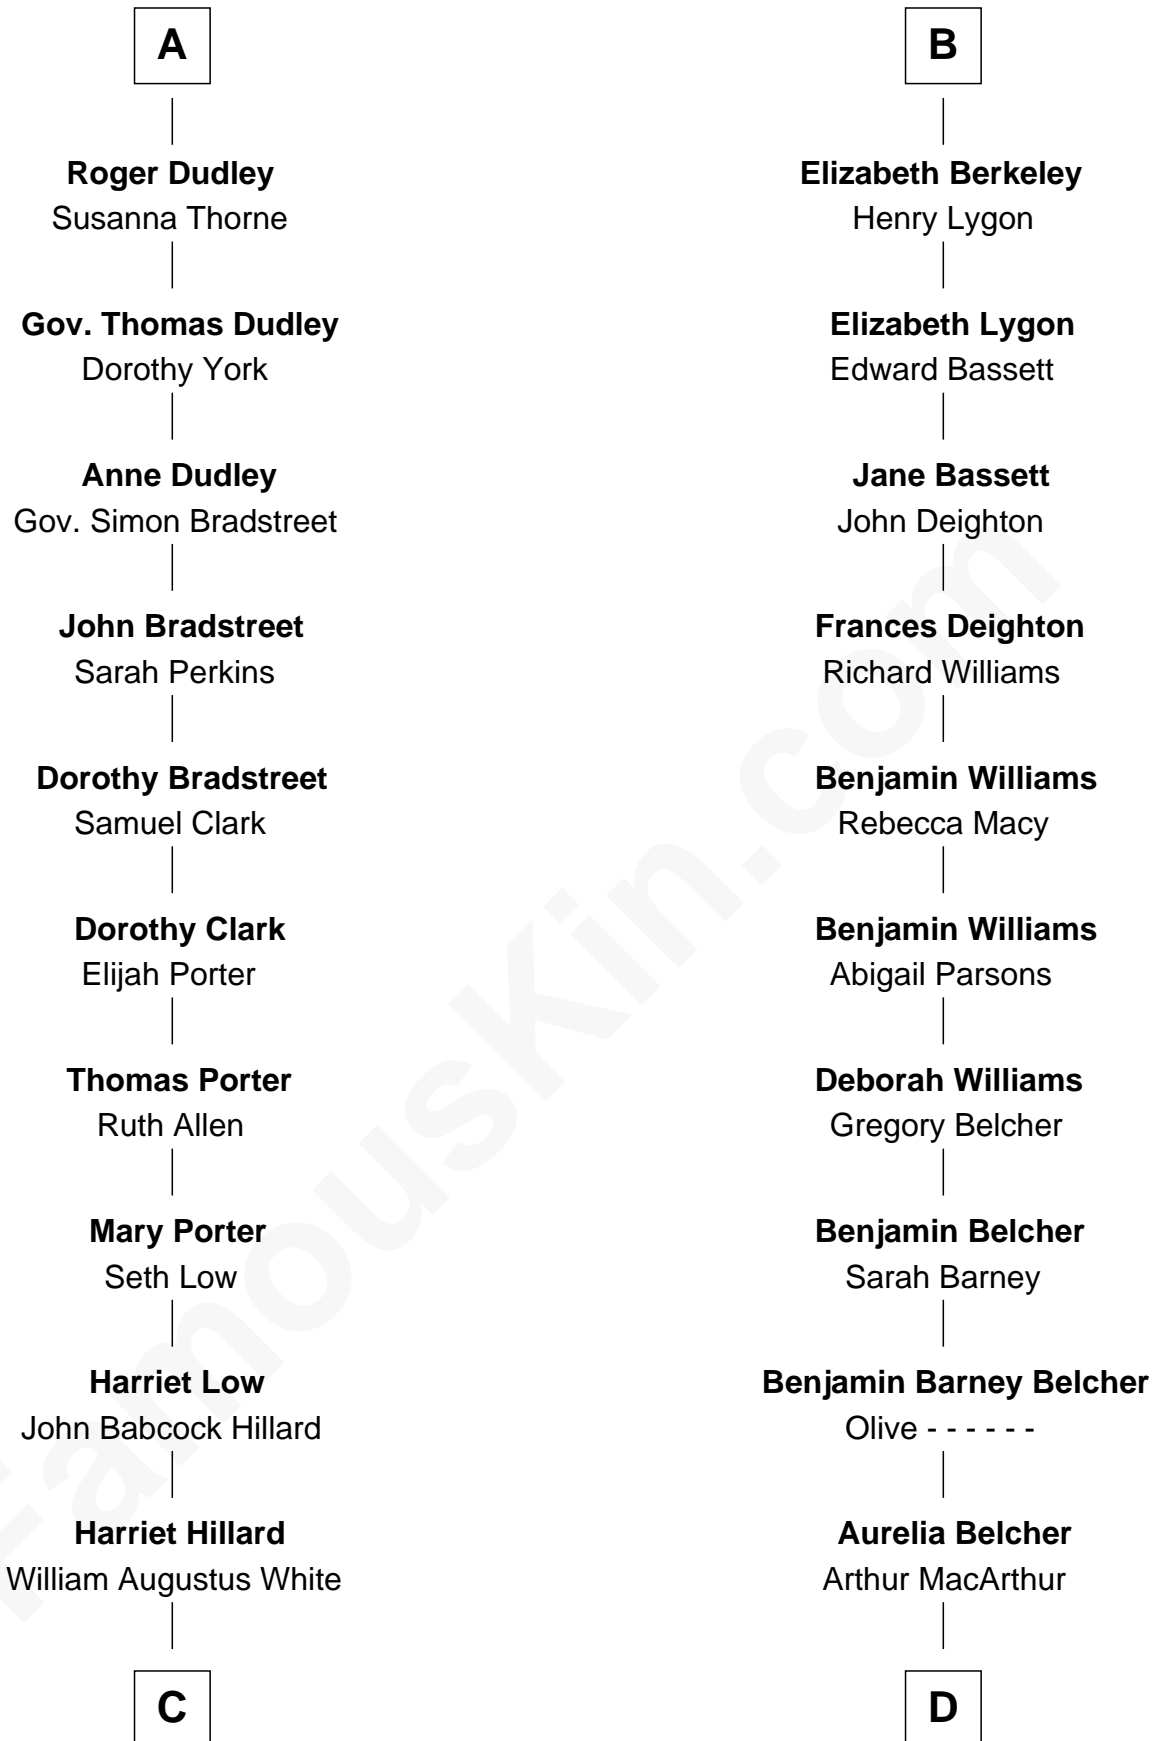 A
Roger Dudley
Susanna Thorne
Gov. Thomas Dudley
Dorothy York
Anne Dudley
Gov. Simon Bradstreet
John Bradstreet
Sarah Perkins
Dorothy Bradstreet
Samuel Clark
Dorothy Clark
Elijah Porter
Thomas Porter
Ruth Allen
Mary Porter
Seth Low
Harriet Low
John Babcock Hillard
Harriet Hillard
William Augustus White
C
B
Elizabeth Berkeley
Henry Lygon
Elizabeth Lygon
Edward Bassett
Jane Bassett
John Deighton
Frances Deighton
Richard Williams
Benjamin Williams
Rebecca Macy
Benjamin Williams
Abigail Parsons
Deborah Williams
Gregory Belcher
Benjamin Belcher
Sarah Barney
Benjamin Barney Belcher
Olive - - - - - -
Aurelia Belcher
Arthur MacArthur
D
FamousKin.com